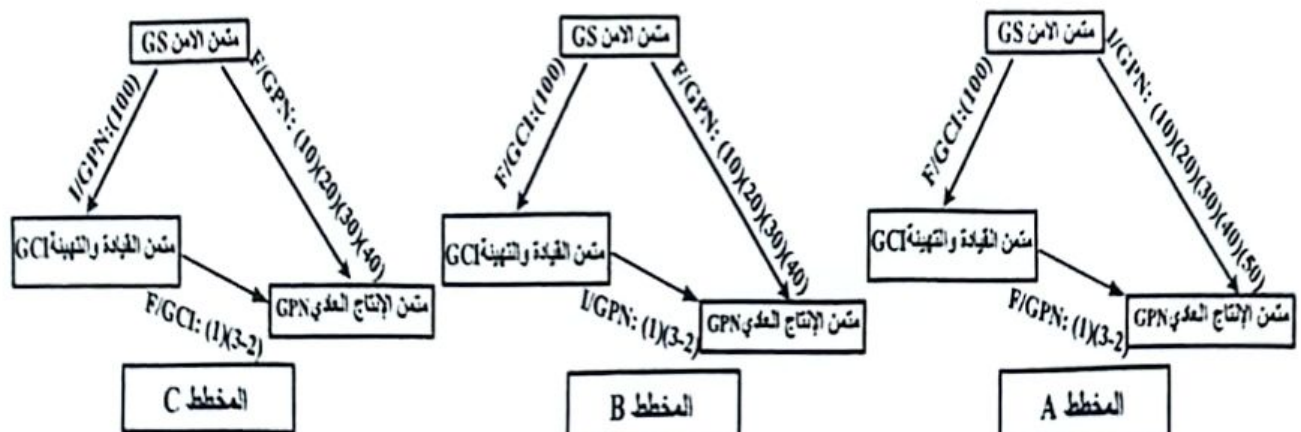 متمن الامن GS
I/GPN: (10)(20)(30)(40)(50)
F/GCI:(100)
متمن القيادة والتهيئة GCI
متمن الإنتاج العادي GPN
F/GPN: (1)(3-2)
المخطط A
متمن الامن GS
F/GPN: (10)(20)(30)(40)
F/GCI:(100)
متمن القيادة والتهيئة GCI
متمن الإنتاج العادي GPN
I/GPN: (1)(3-2)
المخطط B
متمن الامن GS
F/GPN: (10)(20)(30)(40)
I/GPN:(100)
متمن القيادة والتهيئة GCI
متمن الإنتاج العادي GPN
F/GCI: (1)(3-2)
المخطط C